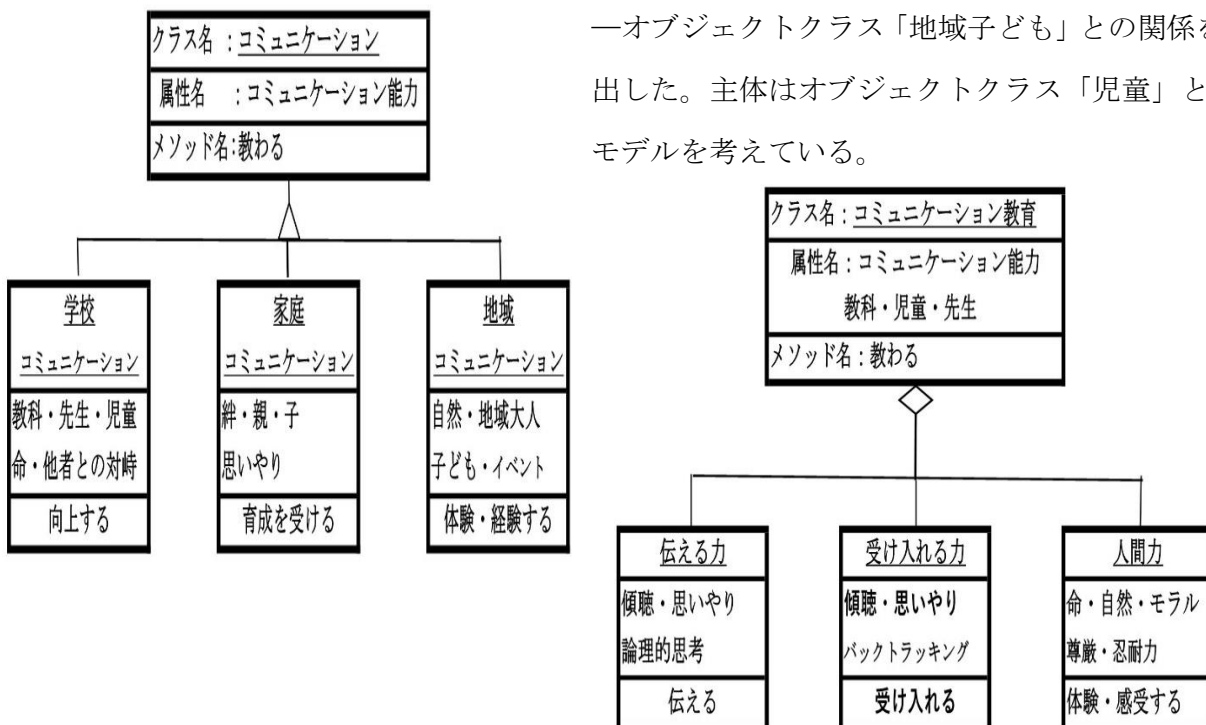 クラス名 :コミュニケーション
属性名 :コミュニケーション能力
メソッド名:教わる
学校
コミュニケーション
教科・先生・児童
命・他者との対峙
向上する
家庭
コミュニケーション
絆・親・子
思いやり
育成を受ける
地域
コミュニケーション
自然・地域大人
子ども・イベント
体験・経験する
―オブジェクトクラス「地域子ども」との関係を
出した。主体はオブジェクトクラス「児童」と
モデルを考えている。
クラス名:コミュニケーション教育
属性名:コミュニケーション能力
教科・児童・先生
メソッド名:教わる
伝える力
傾聴・思いやり
論理的思考
伝える
受け入れる力
傾聴・思いやり
バックトラッキング
受け入れる
人間力
命・自然・モラル
尊厳・忍耐力
体験・感受する